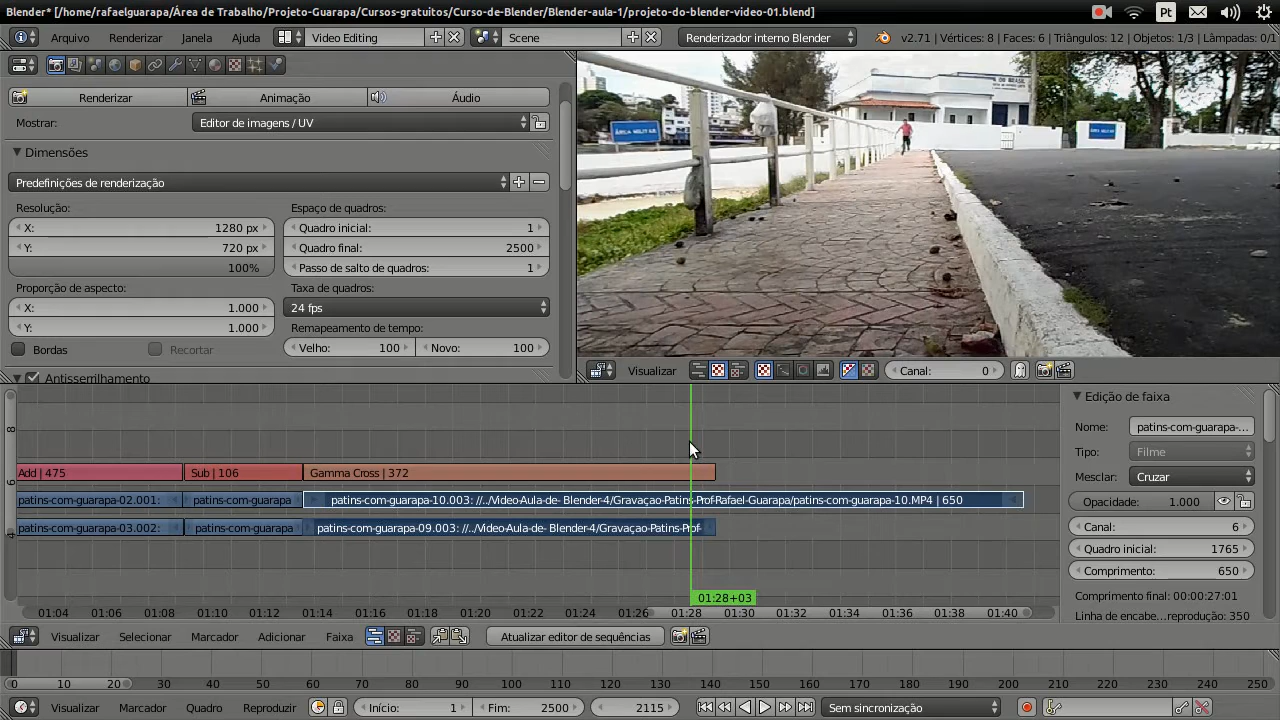 Blender* [/home/rafaelguarapa/Área de Trabalho/Projeto-Guarapa/Cursos-gratuitos/Curso-de-Blender/Blender-aula-1/projeto-do-blender-video-01.blend]
Pt
Arquivo Renderizar Janela Ajuda Video Editing Scene Renderizador interno Blender v2.71 | Vértices: 8 | Faces: 6 | Triângulos: 12 | Objetos: 1/3 | Lâmpadas: 0/1
Renderizar Animação Áudio
Mostrar: Editor de imagens / UV
Dimensões
Predefinições de renderização
Resolução: Espaço de quadros:
X: 1280 px Quadro inicial: 1
Y: 720 px Quadro final: 2500
100% Passo de salto de quadros: 1
Proporção de aspecto: Taxa de quadros:
X: 1.000 24 fps
Y: 1.000 Remapeamento de tempo:
Bordas Recortar Velho: 100 Novo: 100
Antisserrilhamento
ÁREA MILITAR
Visualizar Canal: 0
8
6
4
Add | 475 Sub | 106 Gamma Cross | 372
patins-com-guarapa-02.001: patins-com-guarapa patins-com-guarapa-10.003: //../Video-Aula-de- Blender-4/Gravaçao-Patins-Prof-Rafael-Guarapa/patins-com-guarapa-10.MP4 | 650
patins-com-guarapa-03.002: patins-com-guarapa patins-com-guarapa-09.003: //../Video-Aula-de- Blender-4/Gravaçao-Patins-Prof-
01:28+03
01:04 01:06 01:08 01:10 01:12 01:14 01:16 01:18 01:20 01:22 01:24 01:26 01:28 01:30 01:32 01:34 01:36 01:38 01:40
Edição de faixa
Nome: patins-com-guarapa-...
Tipo: Filme
Mesclar: Cruzar
Opacidade: 1.000
Canal: 6
Quadro inicial: 1765
Comprimento: 650
Comprimento final: 00:00:27:01
Linha de encabe...reprodução: 350
Visualizar Selecionar Marcador Adicionar Faixa Atualizar editor de sequências
0 10 20 30 40 50 60 70 80 90 100 110 120 130 140 150 160 170 180 190 200 210 220 230 240 250
Visualizar Marcador Quadro Reproduzir Início: 1 Fim: 2500 2115 Sem sincronização